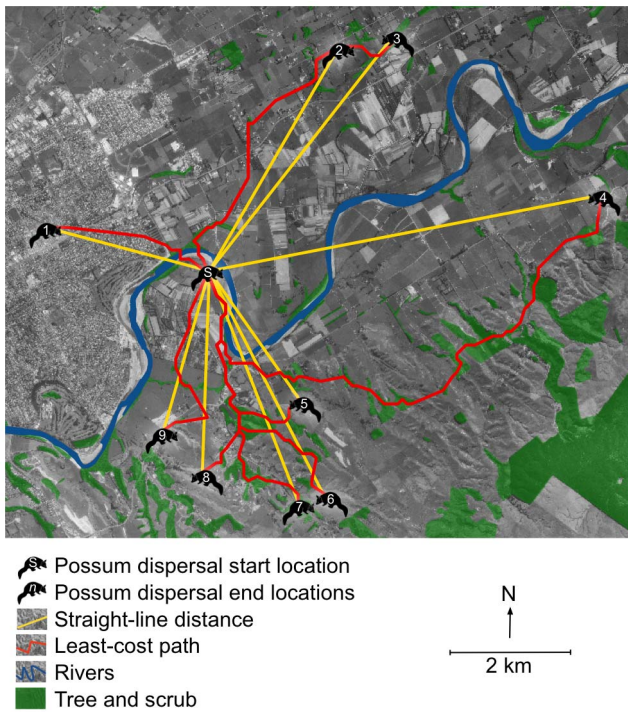 2
3
4
1
S
5
9
8
6
7
S Possum dispersal start location
n Possum dispersal end locations
Straight-line distance
Least-cost path
Rivers
Tree and scrub
N
2 km